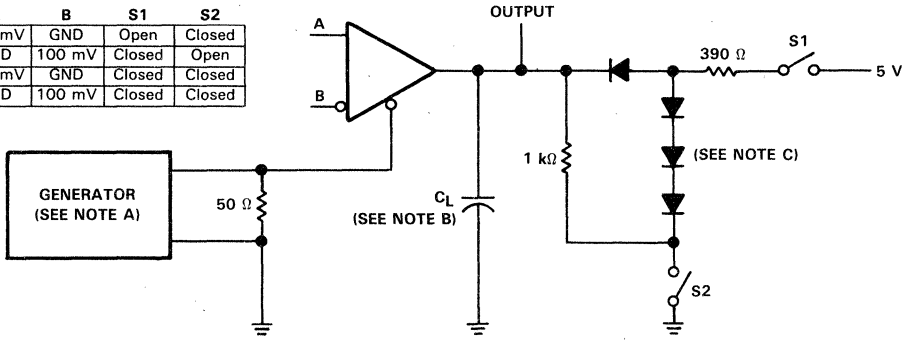 B S1 S2
mV GND Open Closed
D 100 mV Closed Open
mV GND Closed Closed
D 100 mV Closed Closed
OUTPUT
A
B
390 Ω
S1
5 V
1 kΩ
(SEE NOTE C)
GENERATOR
(SEE NOTE A)
50 Ω
CL
(SEE NOTE B)
S2